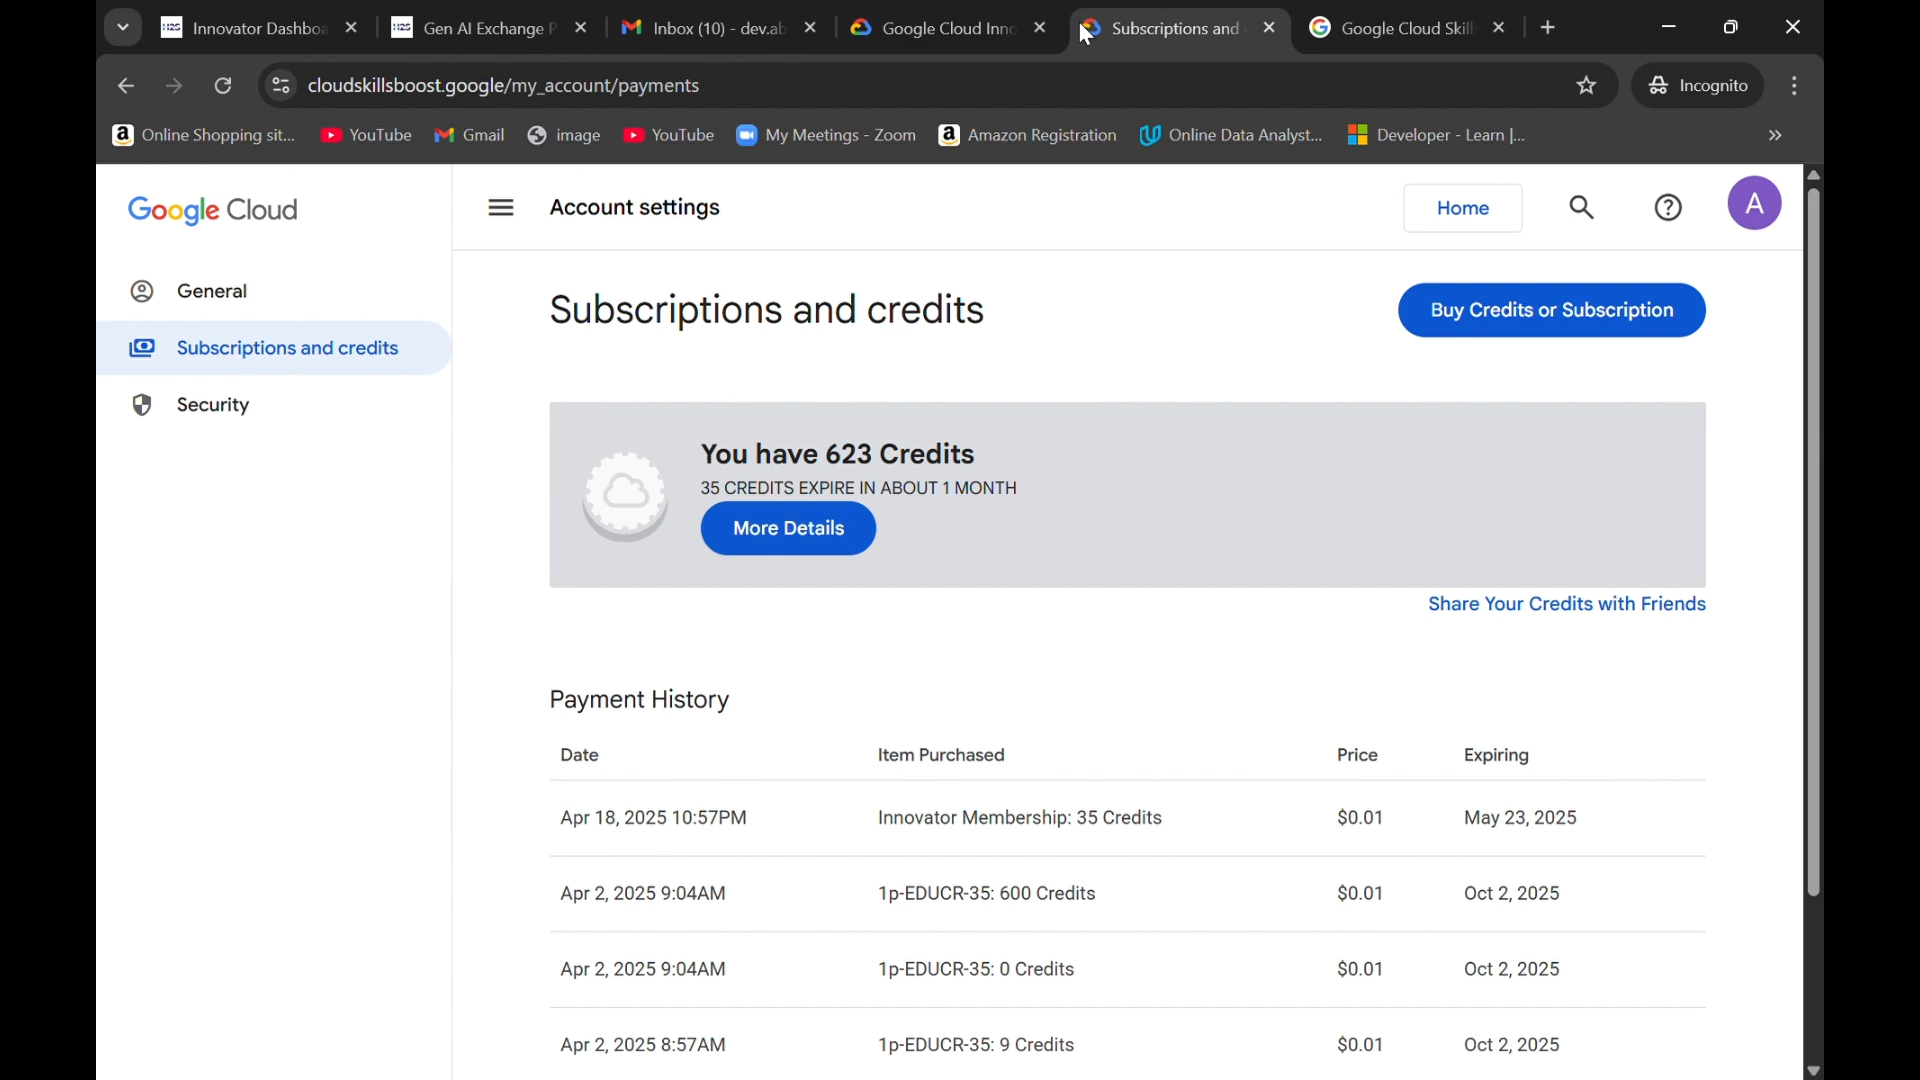 Innovator Dashboa
Gen AI Exchange P
Inbox (10) - dev.ab
Google Cloud Inno
Subscriptions and
Google Cloud Skill
cloudskillsboost.google/my_account/payments
Incognito
Online Shopping sit...
YouTube
Gmail
image
YouTube
My Meetings - Zoom
Amazon Registration
Online Data Analyst...
Developer - Learn |...
Google Cloud
Account settings
Home
A
General
Subscriptions and credits
Security
Subscriptions and credits
Buy Credits or Subscription
You have 623 Credits
35 CREDITS EXPIRE IN ABOUT 1 MONTH
More Details
Share Your Credits with Friends
Payment History
Date Item Purchased Price Expiring
Apr 18, 2025 10:57PM Innovator Membership: 35 Credits $0.01 May 23, 2025
Apr 2, 2025 9:04AM 1p-EDUCR-35: 600 Credits $0.01 Oct 2, 2025
Apr 2, 2025 9:04AM 1p-EDUCR-35: 0 Credits $0.01 Oct 2, 2025
Apr 2, 2025 8:57AM 1p-EDUCR-35: 9 Credits $0.01 Oct 2, 2025